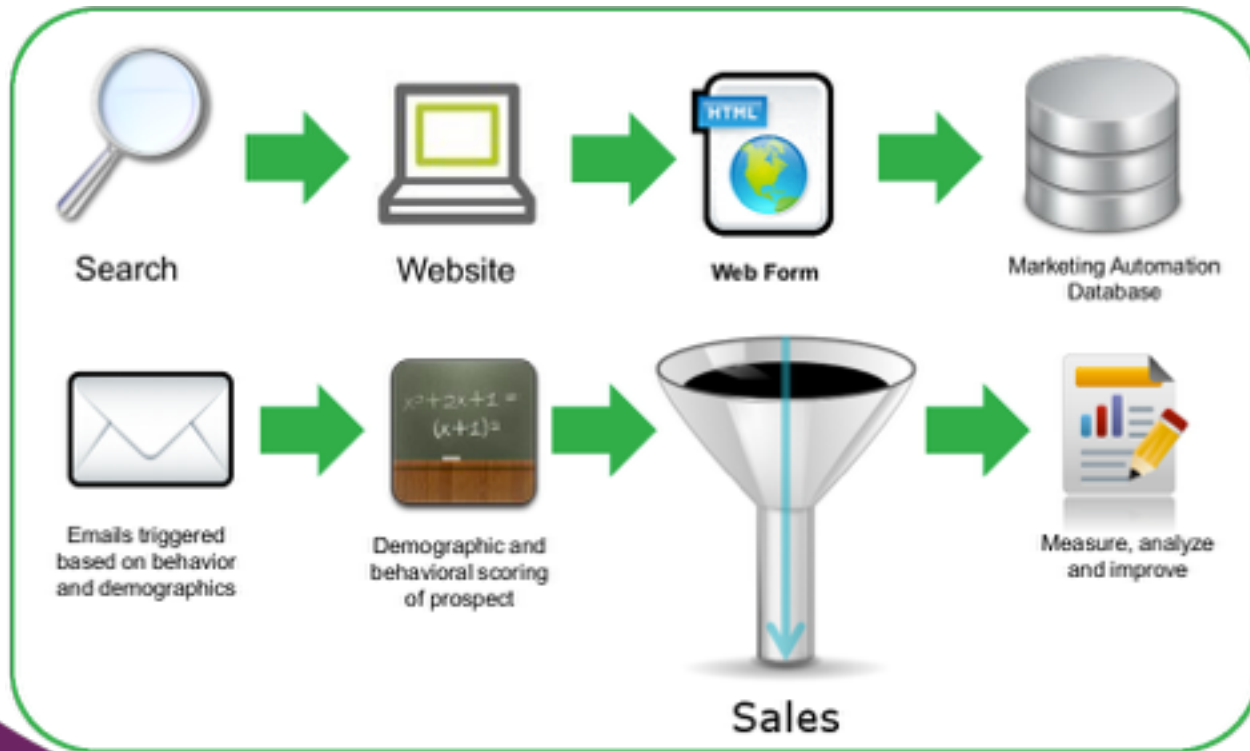 HTML
Search
Website
Web Form
Marketing Automation
Database
x²+2x+1=
(x+1)²
Emails triggered
based on behavior
and demographics
Demographic and
behavioral scoring
of prospect
Sales
Measure, analyze
and improve